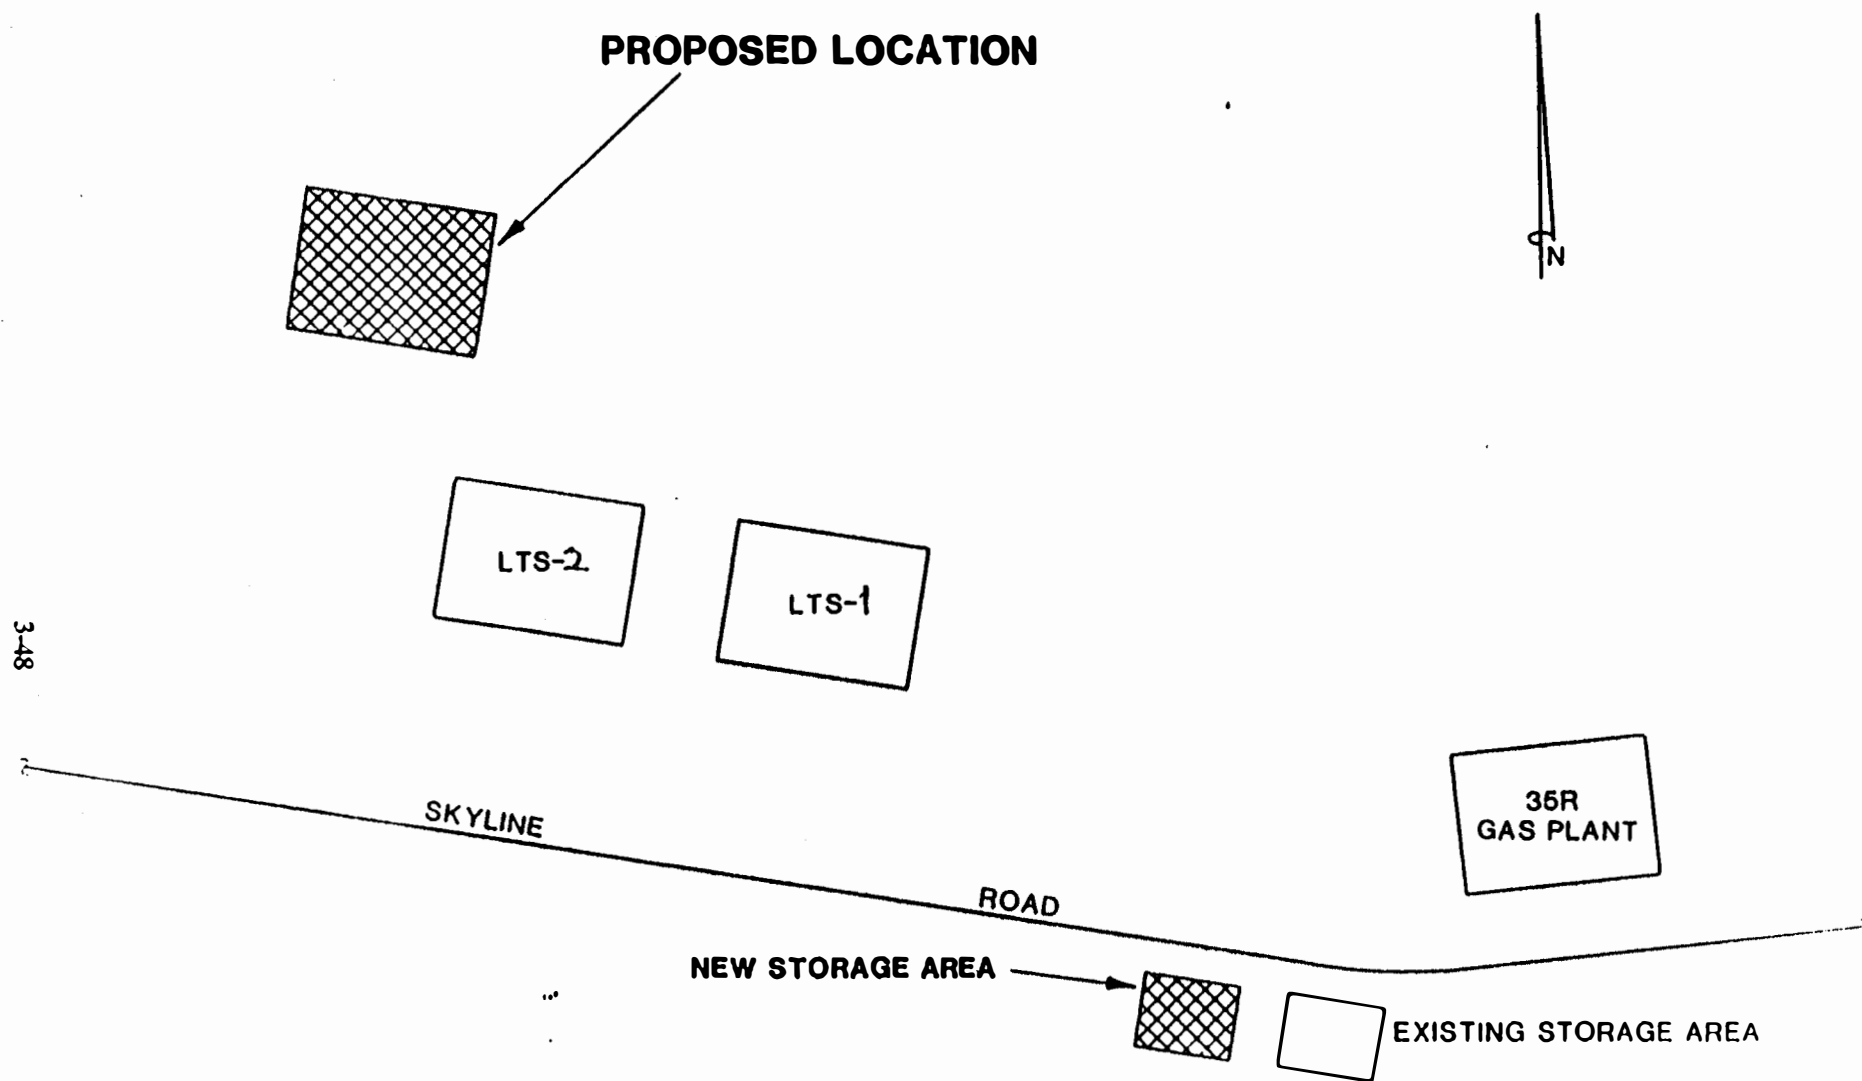 PROPOSED LOCATION
N
LTS-2
LTS-1
3-48
35R
GAS PLANT
SKYLINE
ROAD
NEW STORAGE AREA
EXISTING STORAGE AREA